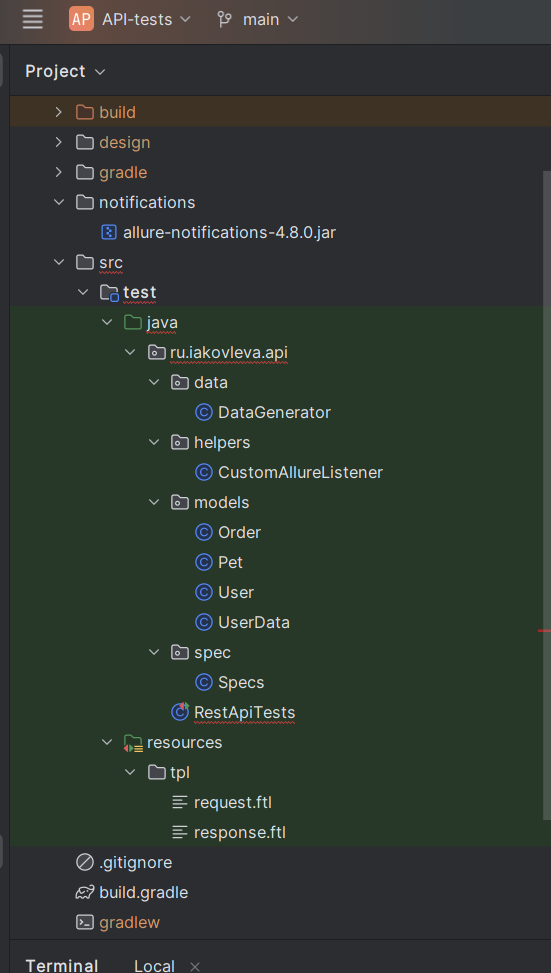 AP API-tests main
Project
build
design
gradle
notifications
allure-notifications-4.8.0.jar
src
test
java
ru.iakovleva.api
data
DataGenerator
helpers
CustomAllureListener
models
Order
Pet
User
UserData
spec
Specs
RestApiTests
resources
tpl
request.ftl
response.ftl
.gitignore
build.gradle
gradlew
Terminal Local